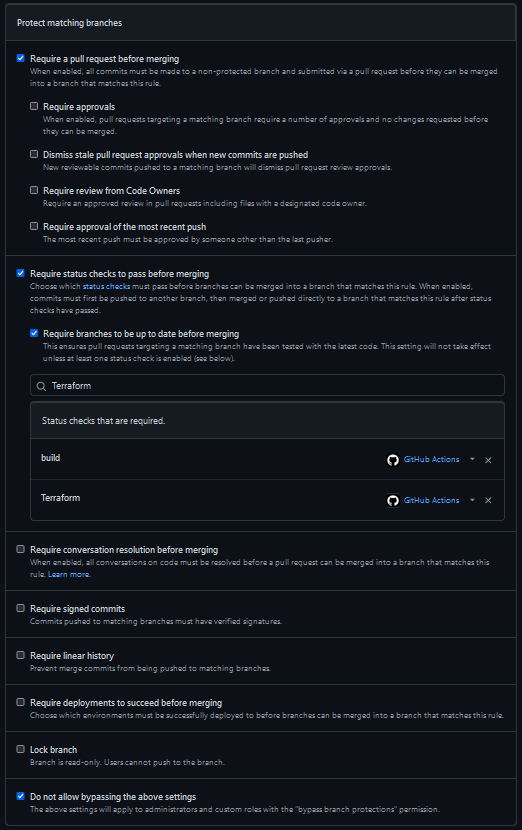 Protect matching branches
Require a pull request before merging
When enabled, all commits must be made to a non-protected branch and submitted via a pull request before they can be merged
into a branch that matches this rule.
Require approvals
When enabled, pull requests targeting a matching branch require a number of approvals and no changes requested before
they can be merged.
Dismiss stale pull request approvals when new commits are pushed
New reviewable commits pushed to a matching branch will dismiss pull request review approvals.
Require review from Code Owners
Require an approved review in pull requests including files with a designated code owner.
Require approval of the most recent push
The most recent push must be approved by someone other than the last pusher.
Require status checks to pass before merging
Choose which status checks must pass before branches can be merged into a branch that matches this rule. When enabled,
commits must first be pushed to another branch, then merged or pushed directly to a branch that matches this rule after status
checks have passed.
Require branches to be up to date before merging
This ensures pull requests targeting a matching branch have been tested with the latest code. This setting will not take effect
unless at least one status check is enabled (see below).
Terraform
Status checks that are required.
build GitHub Actions
Terraform GitHub Actions
Require conversation resolution before merging
When enabled, all conversations on code must be resolved before a pull request can be merged into a branch that matches this
rule. Learn more.
Require signed commits
Commits pushed to matching branches must have verified signatures.
Require linear history
Prevent merge commits from being pushed to matching branches.
Require deployments to succeed before merging
Choose which environments must be successfully deployed to before branches can be merged into a branch that matches this rule.
Lock branch
Branch is read-only. Users cannot push to the branch.
Do not allow bypassing the above settings
The above settings will apply to administrators and custom roles with the "bypass branch protections" permission.